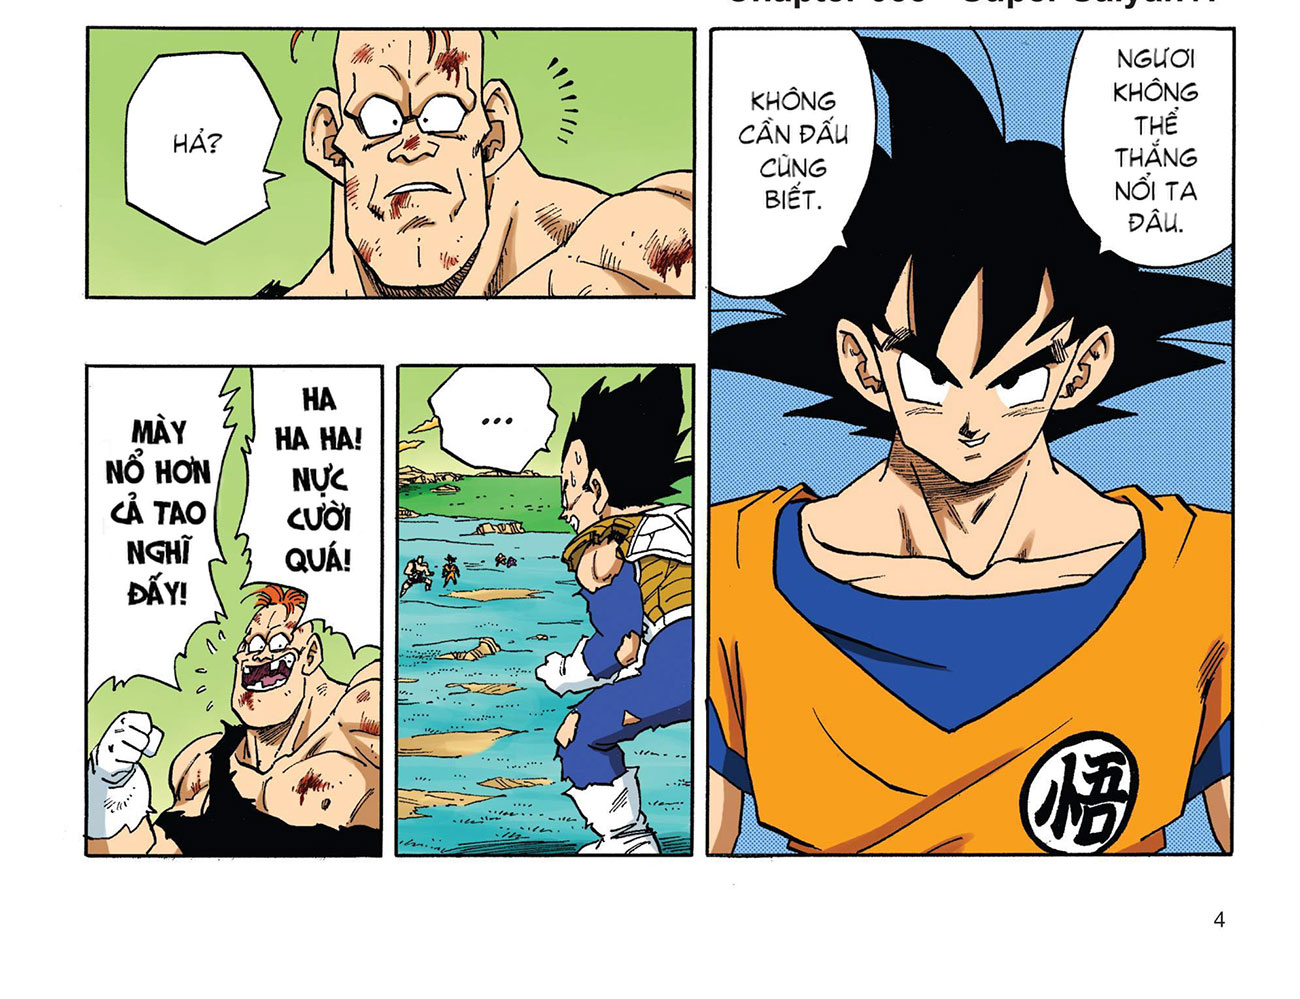 NGƯƠI
KHÔNG
THỂ
THẮNG
NỔI TA
ĐÂU.
KHÔNG
CẦN ĐẤU
CŨNG
BIẾT.
悟
HẢ?
...
HA
HA HA!
NỰC
CƯỜI
QUÁ!
MÀY
NỔ HƠN
CẢ TAO
NGHĨ
ĐẤY!
4